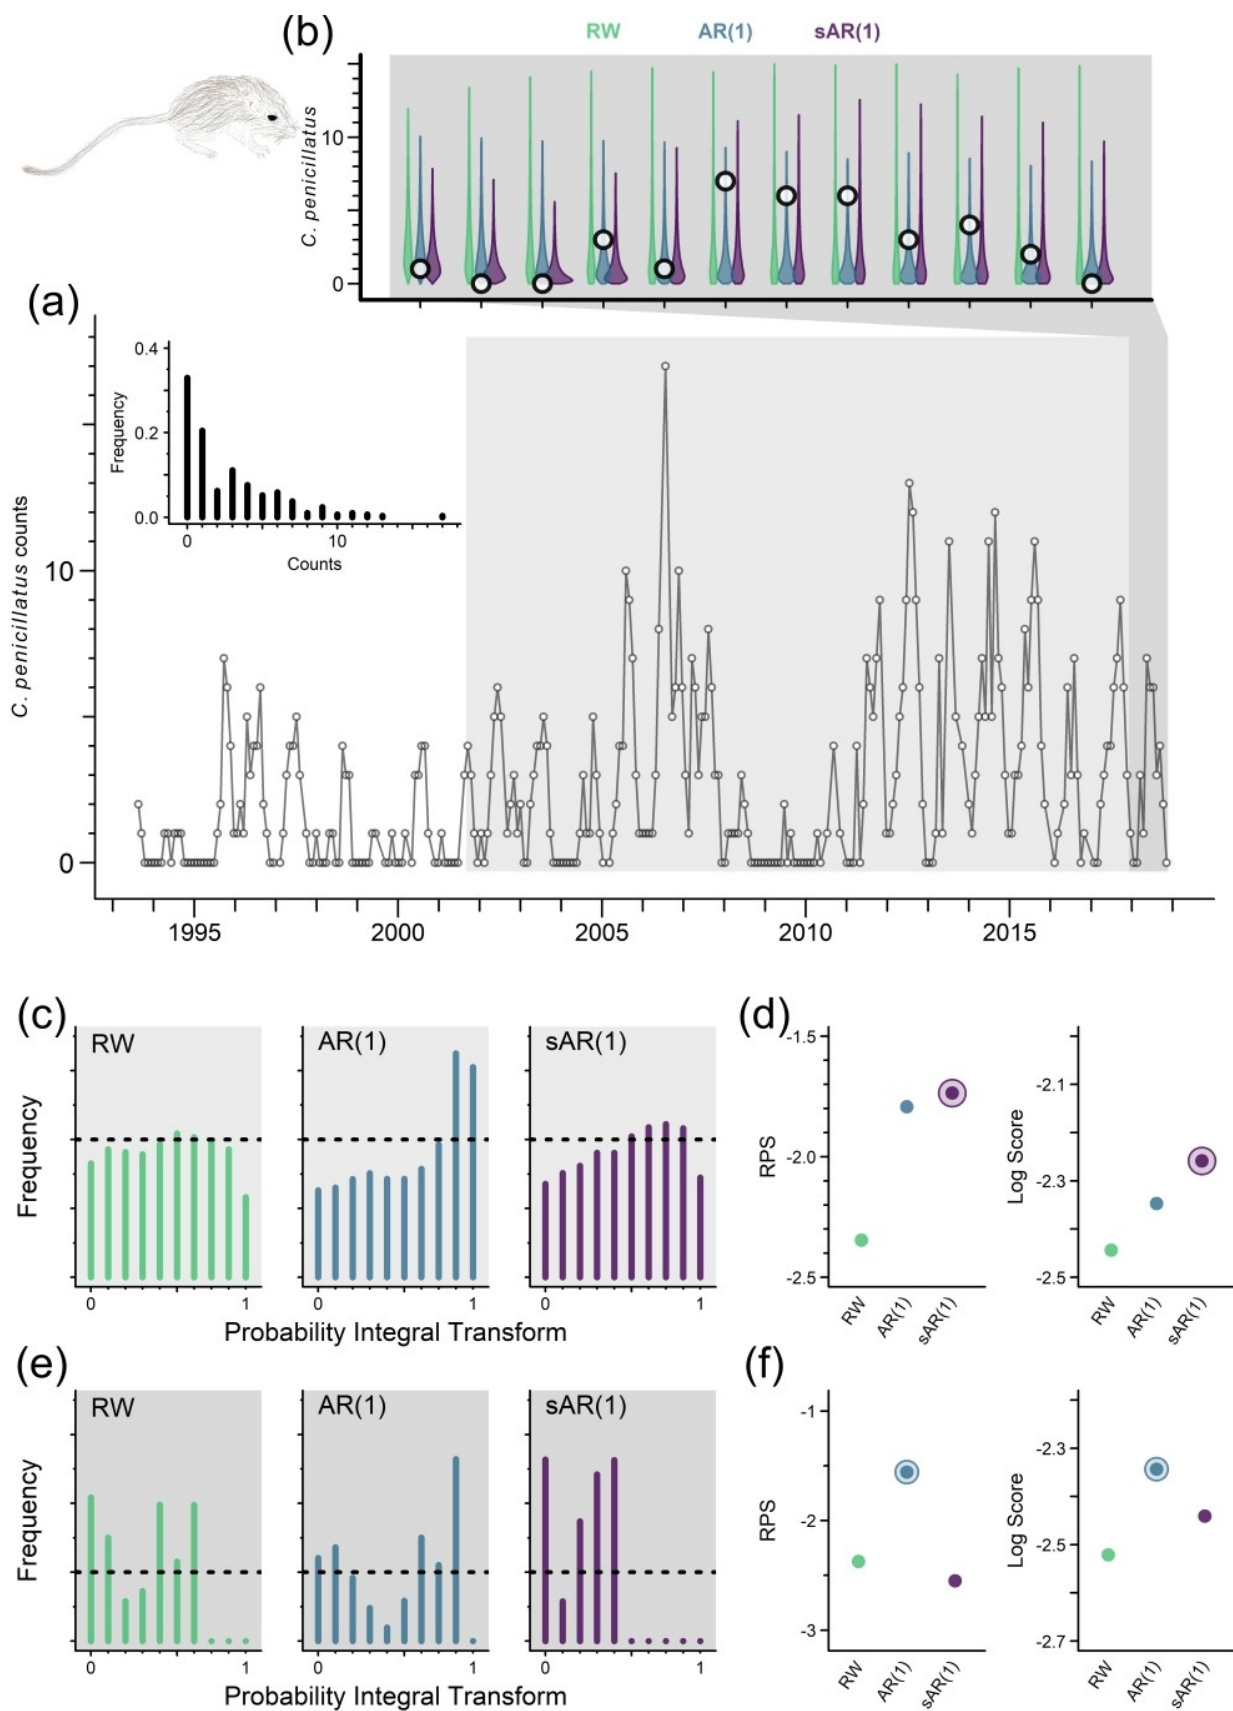 (b)
RW AR(1) sAR(1)
C. penicillatus
10
0
(a)
C. penicillatus counts
10
0
Frequency
0.4
0.2
0.0
0 10
Counts
1995 2000 2005 2010 2015
(c)
Frequency
RW AR(1) sAR(1)
0 1 0 1 0 1
Probability Integral Transform
(d)
RPS
-1.5
-2.0
-2.5
RW AR(1) sAR(1)
Log Score
-2.1
-2.3
-2.5
RW AR(1) sAR(1)
(e)
Frequency
RW AR(1) sAR(1)
0 1 0 1 0 1
Probability Integral Transform
(f)
RPS
-1
-2
-3
RW AR(1) sAR(1)
Log Score
-2.3
-2.5
-2.7
RW AR(1) sAR(1)